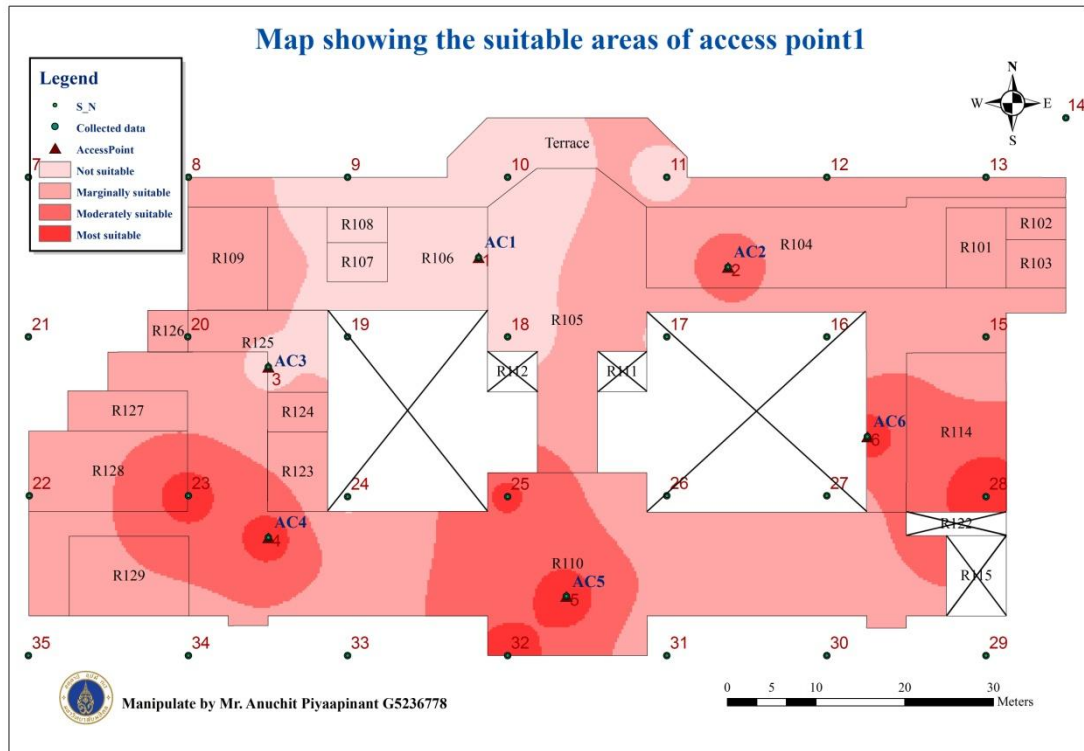 Map showing the suitable areas of access point1
Legend
S_N
Collected data
AccessPoint
Not suitable
Marginally suitable
Moderately suitable
Most suitable
N
W E
S
14
Terrace
7 8 9 10 11 12 13
R108
R102
R109 R107 R106 AC1 1
AC2 2 R104 R101 R103
R105
21 R126 20 R125 19 18 17 16 15
AC3 3
R112 R111
R127 R124
AC6 6 R114
R128 R123
22 23 24 25 26 27 28
AC4 4
R122
R129 R110 R115
AC5 5
35 34 33 32 31 30 29
Manipulate by Mr. Anuchit Piyaapinant G5236778
0 5 10 20 30
Meters